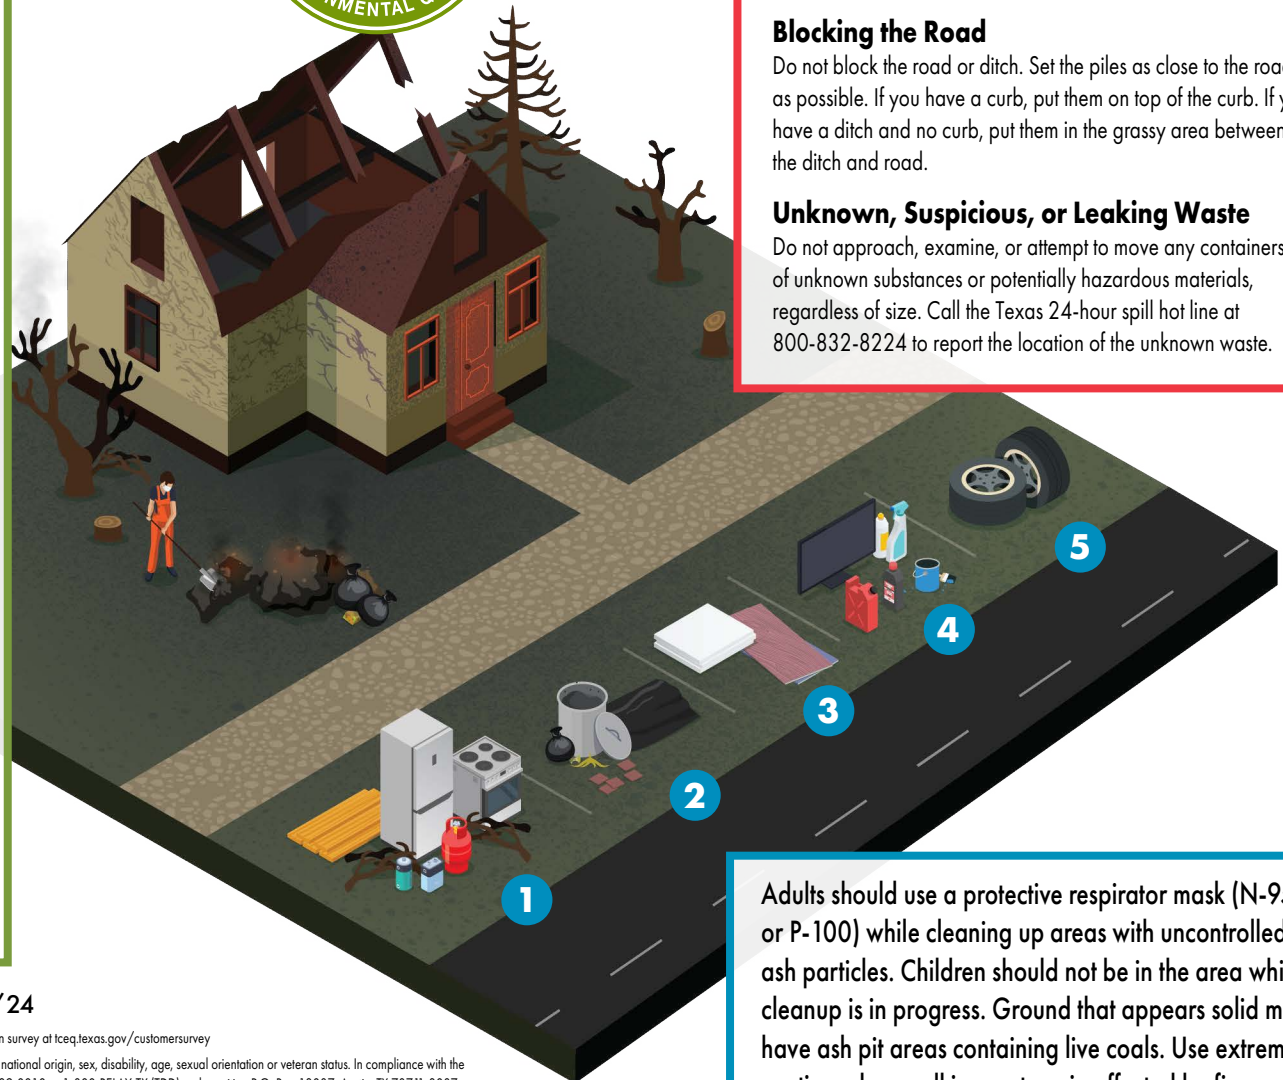 NMENTAL
Blocking the Road
Do not block the road or ditch. Set the piles as close to the road
as possible. If you have a curb, put them on top of the curb. If
have a ditch and no curb, put them in the grassy area between
the ditch and road.
Unknown, Suspicious, or Leaking Waste
Do not approach, examine, or attempt to move any containers
of unknown substances or potentially hazardous materials,
regardless of size. Call the Texas 24-hour spill hot line at
800-832-8224 to report the location of the unknown waste.
5
4
3
2
1
Adults should use a protective respirator mask (N-95
or P-100) while cleaning up areas with uncontrolled
ash particles. Children should not be in the area
cleanup is in progress. Ground that appears solid
have ash pit areas containing live coals. Use
/24
survey at tceq.texas.gov/customersurvey
national origin, sex, disability, age, sexual orientation or veteran status. In compliance with the